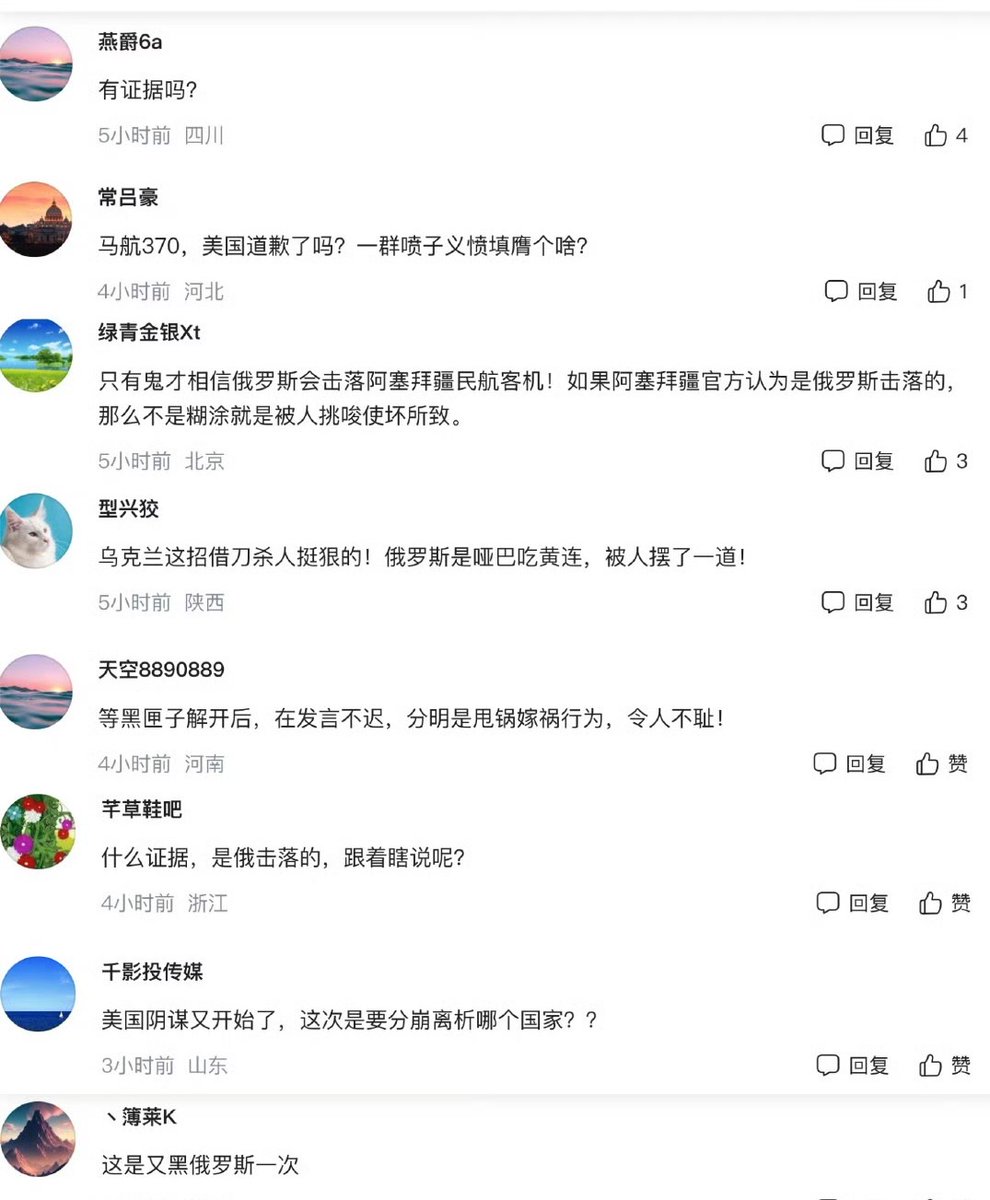 燕爵6a
有证据吗?
5小时前 四川
回复 4
常吕豪
马航370，美国道歉了吗？一群喷子义愤填膺个啥?
4小时前 河北
回复 1
绿青金银Xt
只有鬼才相信俄罗斯会击落阿塞拜疆民航客机！如果阿塞拜疆官方认为是俄罗斯击落的，
那么不是糊涂就是被人挑唆使坏所致。
5小时前 北京
回复 3
型兴狡
乌克兰这招借刀杀人挺狠的！俄罗斯是哑巴吃黄连，被人摆了一道！
5小时前 陕西
回复 3
天空8890889
等黑匣子解开后，在发言不迟，分明是甩锅嫁祸行为，令人不耻！
4小时前 河南
回复 赞
芊草鞋吧
什么证据，是俄击落的，跟着瞎说呢?
4小时前 浙江
回复 赞
千影投传媒
美国阴谋又开始了，这次是要分崩离析哪个国家？？
3小时前 山东
回复 赞
丶簿莱K
这是又黑俄罗斯一次